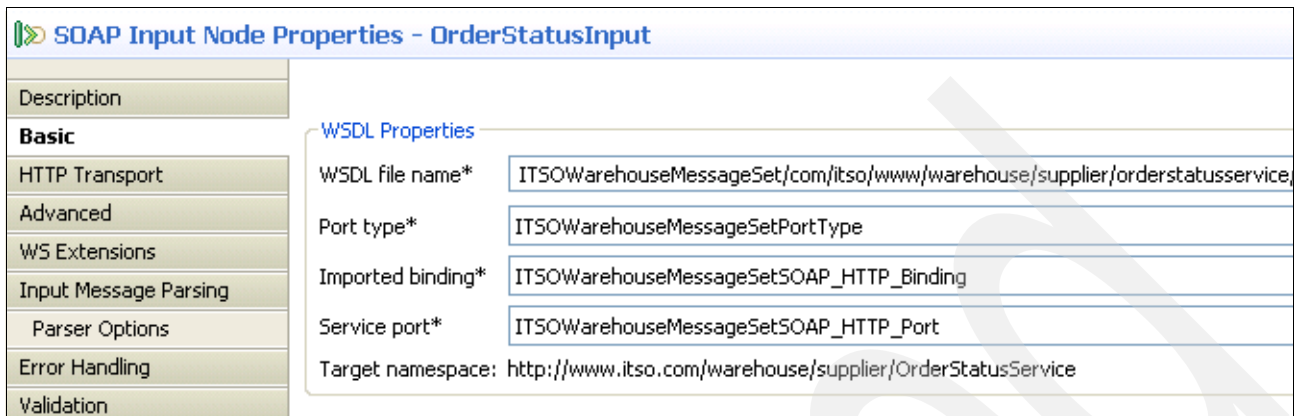 SOAP Input Node Properties - OrderStatusInput
Description
Basic
HTTP Transport
Advanced
WS Extensions
Input Message Parsing
Parser Options
Error Handling
Validation
WSDL Properties
WSDL file name* ITSOWarehouseMessageSet/com/itso/www/warehouse/supplier/orderstatusservice/
Port type* ITSOWarehouseMessageSetPortType
Imported binding* ITSOWarehouseMessageSetSOAP_HTTP_Binding
Service port* ITSOWarehouseMessageSetSOAP_HTTP_Port
Target namespace: http://www.itso.com/warehouse/supplier/OrderStatusService